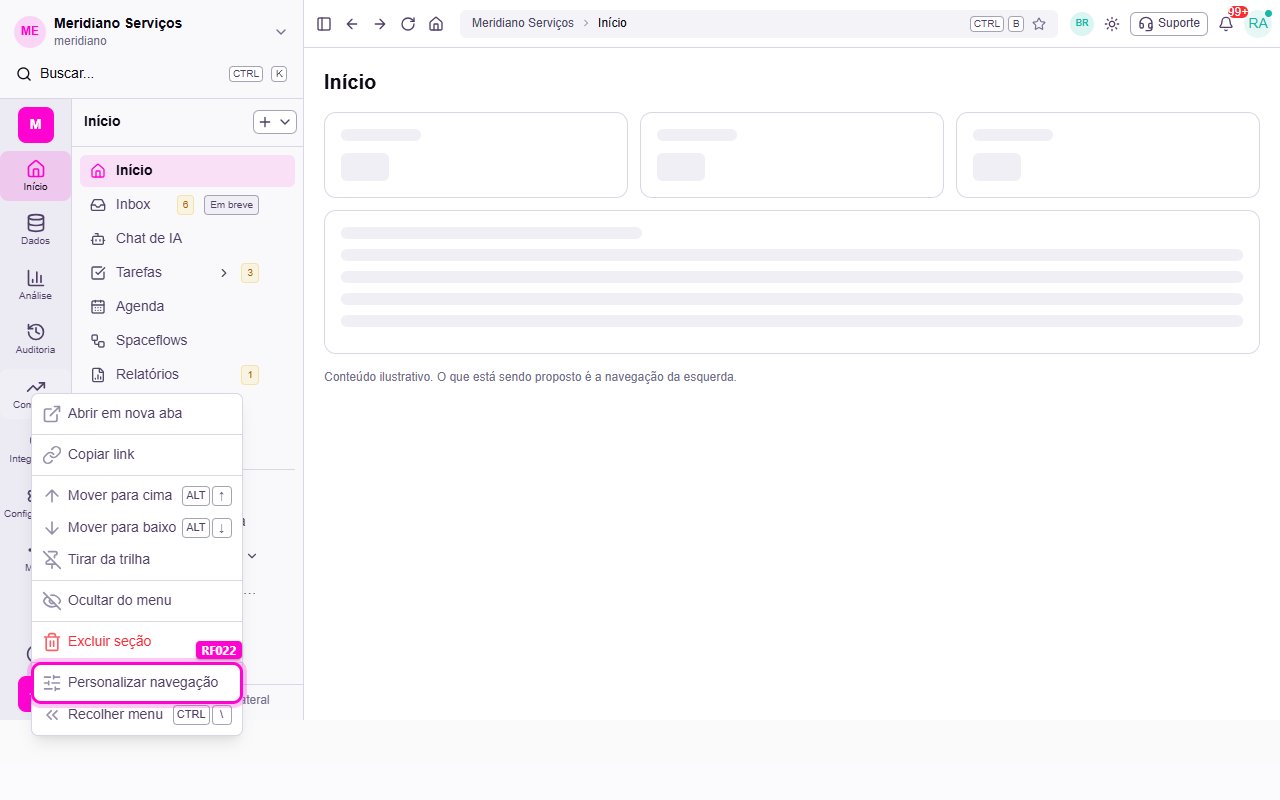 ME
Meridiano Serviços
meridiano
Buscar...
CTRL K
Meridiano Serviços > Início
CTRL B
BR
Suporte
99+
RA
M
Início
Dados
Análise
Auditoria
Início
Início
Inbox 6 Em breve
Chat de IA
Tarefas 3
Agenda
Spaceflows
Relatórios 1
Abrir em nova aba
Copiar link
Mover para cima ALT ↑
Mover para baixo ALT ↓
Tirar da trilha
Ocultar do menu
Excluir seção
RF022
Personalizar navegação
Recolher menu CTRL \
Início
Conteúdo ilustrativo. O que está sendo proposto é a navegação da esquerda.